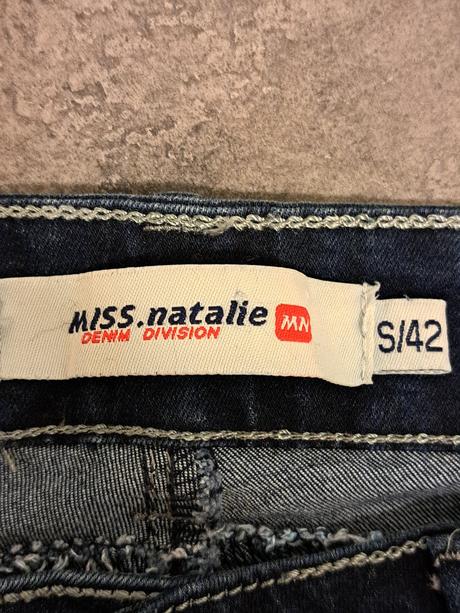 MISS.natalie
DENIM DIVISION
MN
S/42